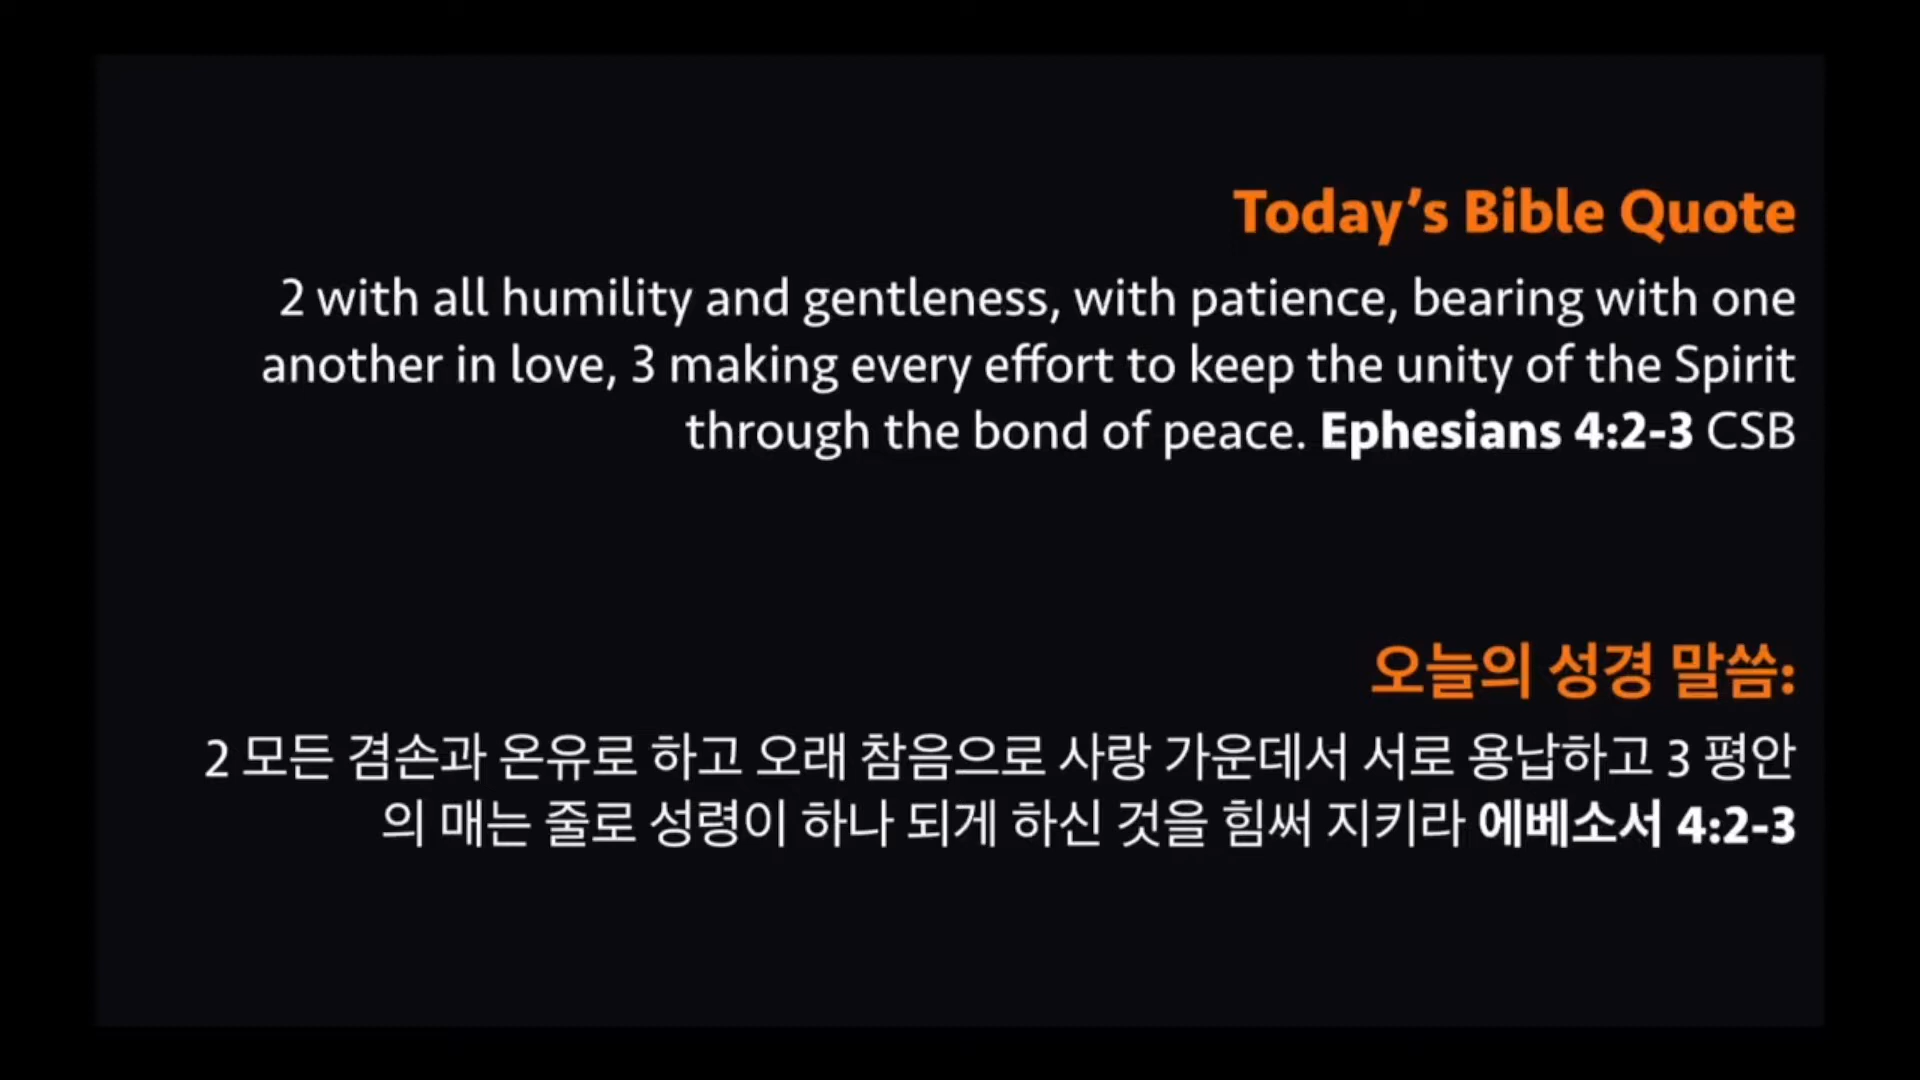 Today’s Bible Quote
2 with all humility and gentleness, with patience, bearing with one
another in love, 3 making every effort to keep the unity of the Spirit
through the bond of peace. Ephesians 4:2-3 CSB
오늘의 성경 말씀:
2 모든 겸손과 온유로 하고 오래 참음으로 사랑 가운데서 서로 용납하고 3 평안
의 매는 줄로 성령이 하나 되게 하신 것을 힘써 지키라 에베소서 4:2-3